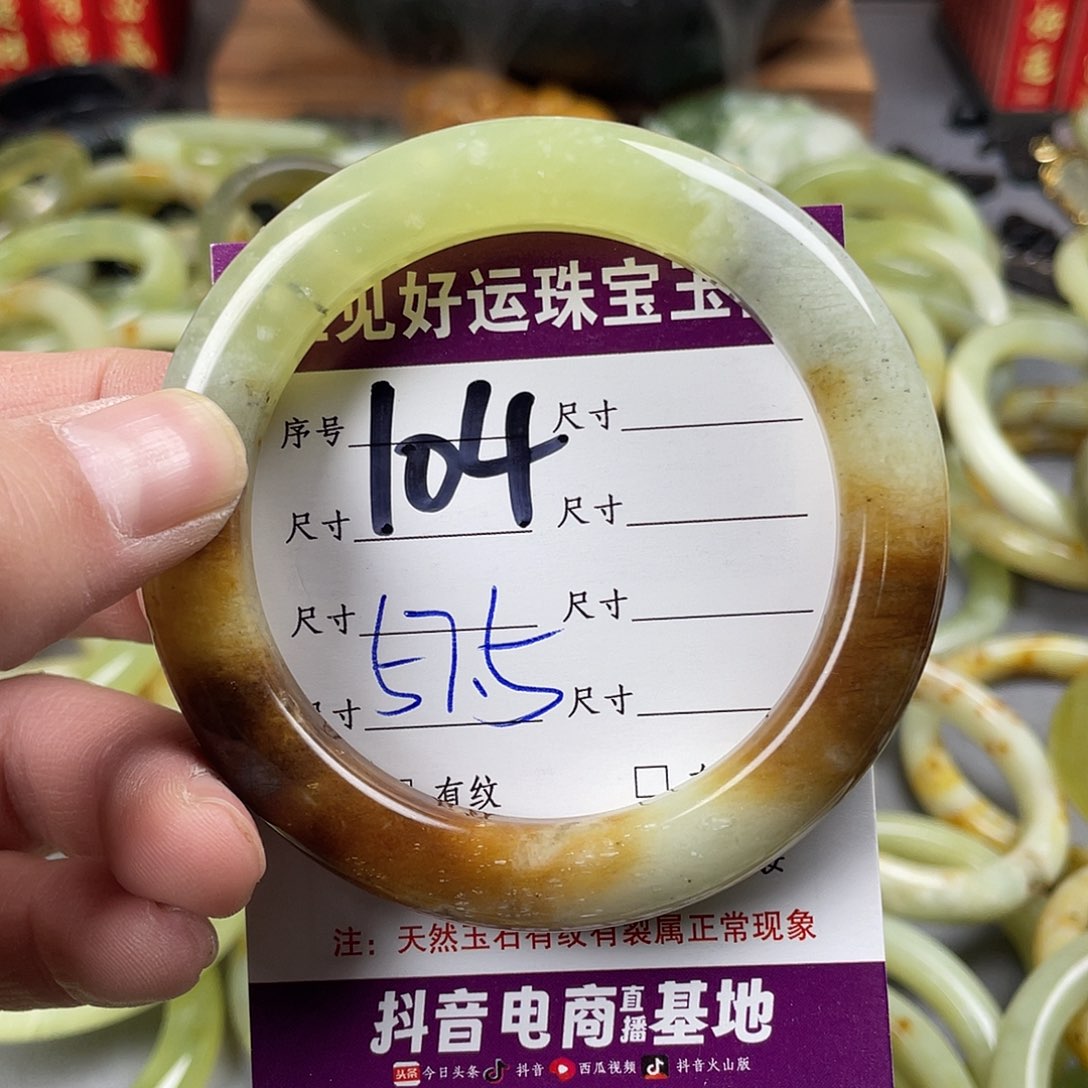 见好运珠宝玉
序号 104 尺寸
尺寸 尺寸
尺寸 57.5 尺寸
尺寸 尺寸
有纹
注：天然玉石有纹有裂属正常现象
抖音电商直播基地
头条 今日头条 抖音 西瓜视频 抖音火山版